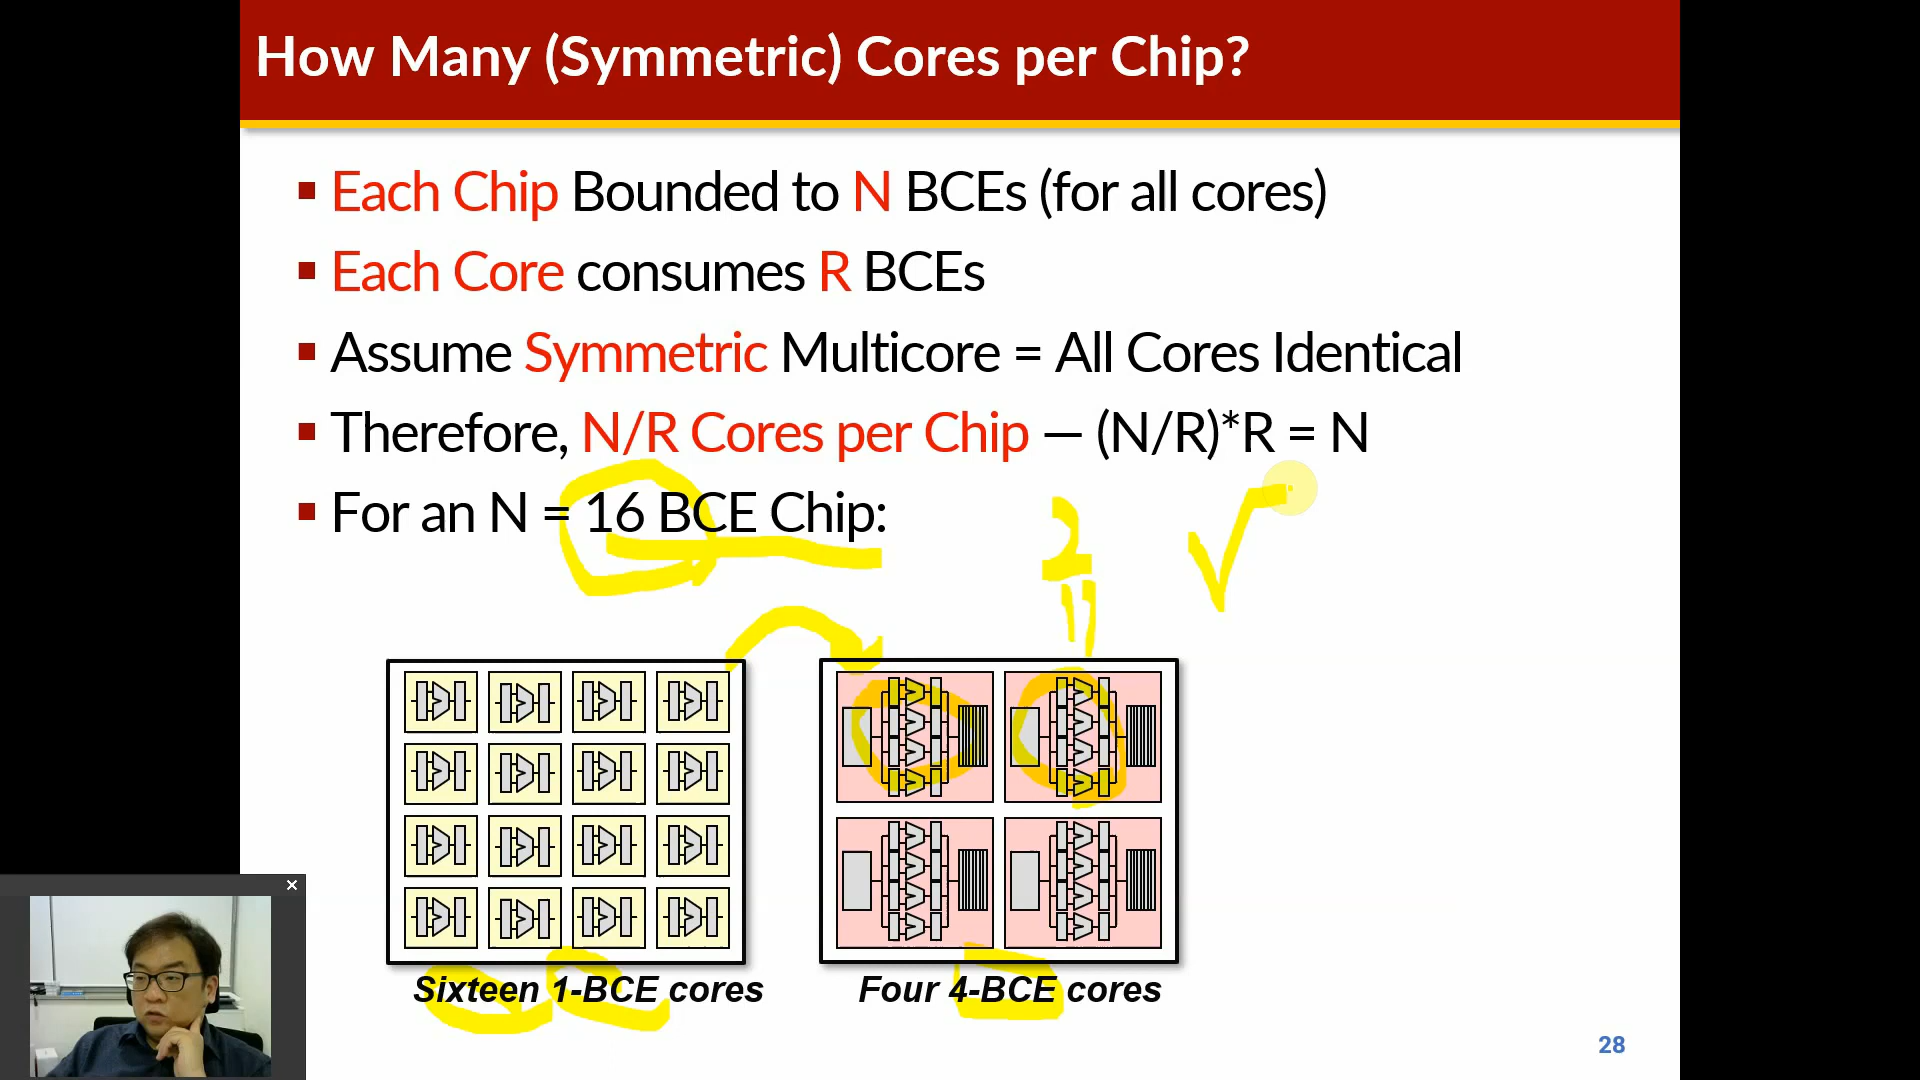 How Many (Symmetric) Cores per Chip?
Each Chip Bounded to N BCEs (for all cores)
Each Core consumes R BCEs
Assume Symmetric Multicore = All Cores Identical
Therefore, N/R Cores per Chip — (N/R)*R = N
For an N = 16 BCE Chip:
2
√
Sixteen 1-BCE cores
Four 4-BCE cores
28